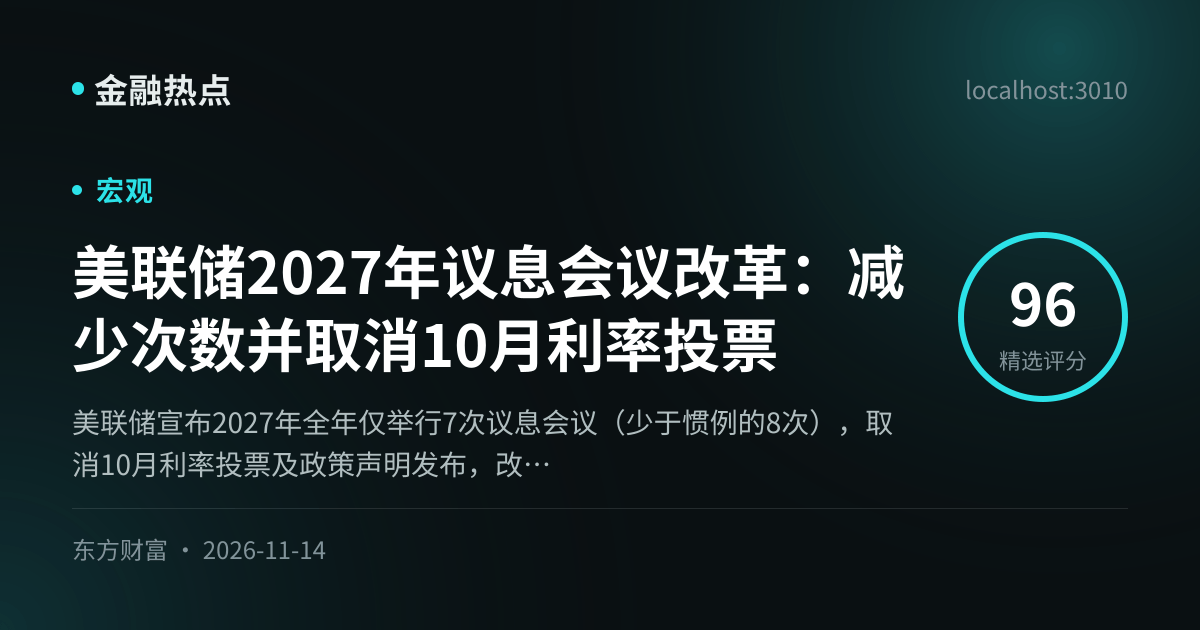 金融热点
localhost:3010
宏观
美联储2027年议息会议改革：减
少次数并取消10月利率投票
96
精选评分
美联储宣布2027年全年仅举行7次议息会议（少于惯例的8次），取
消10月利率投票及政策声明发布，改…
东方财富 · 2026-11-14